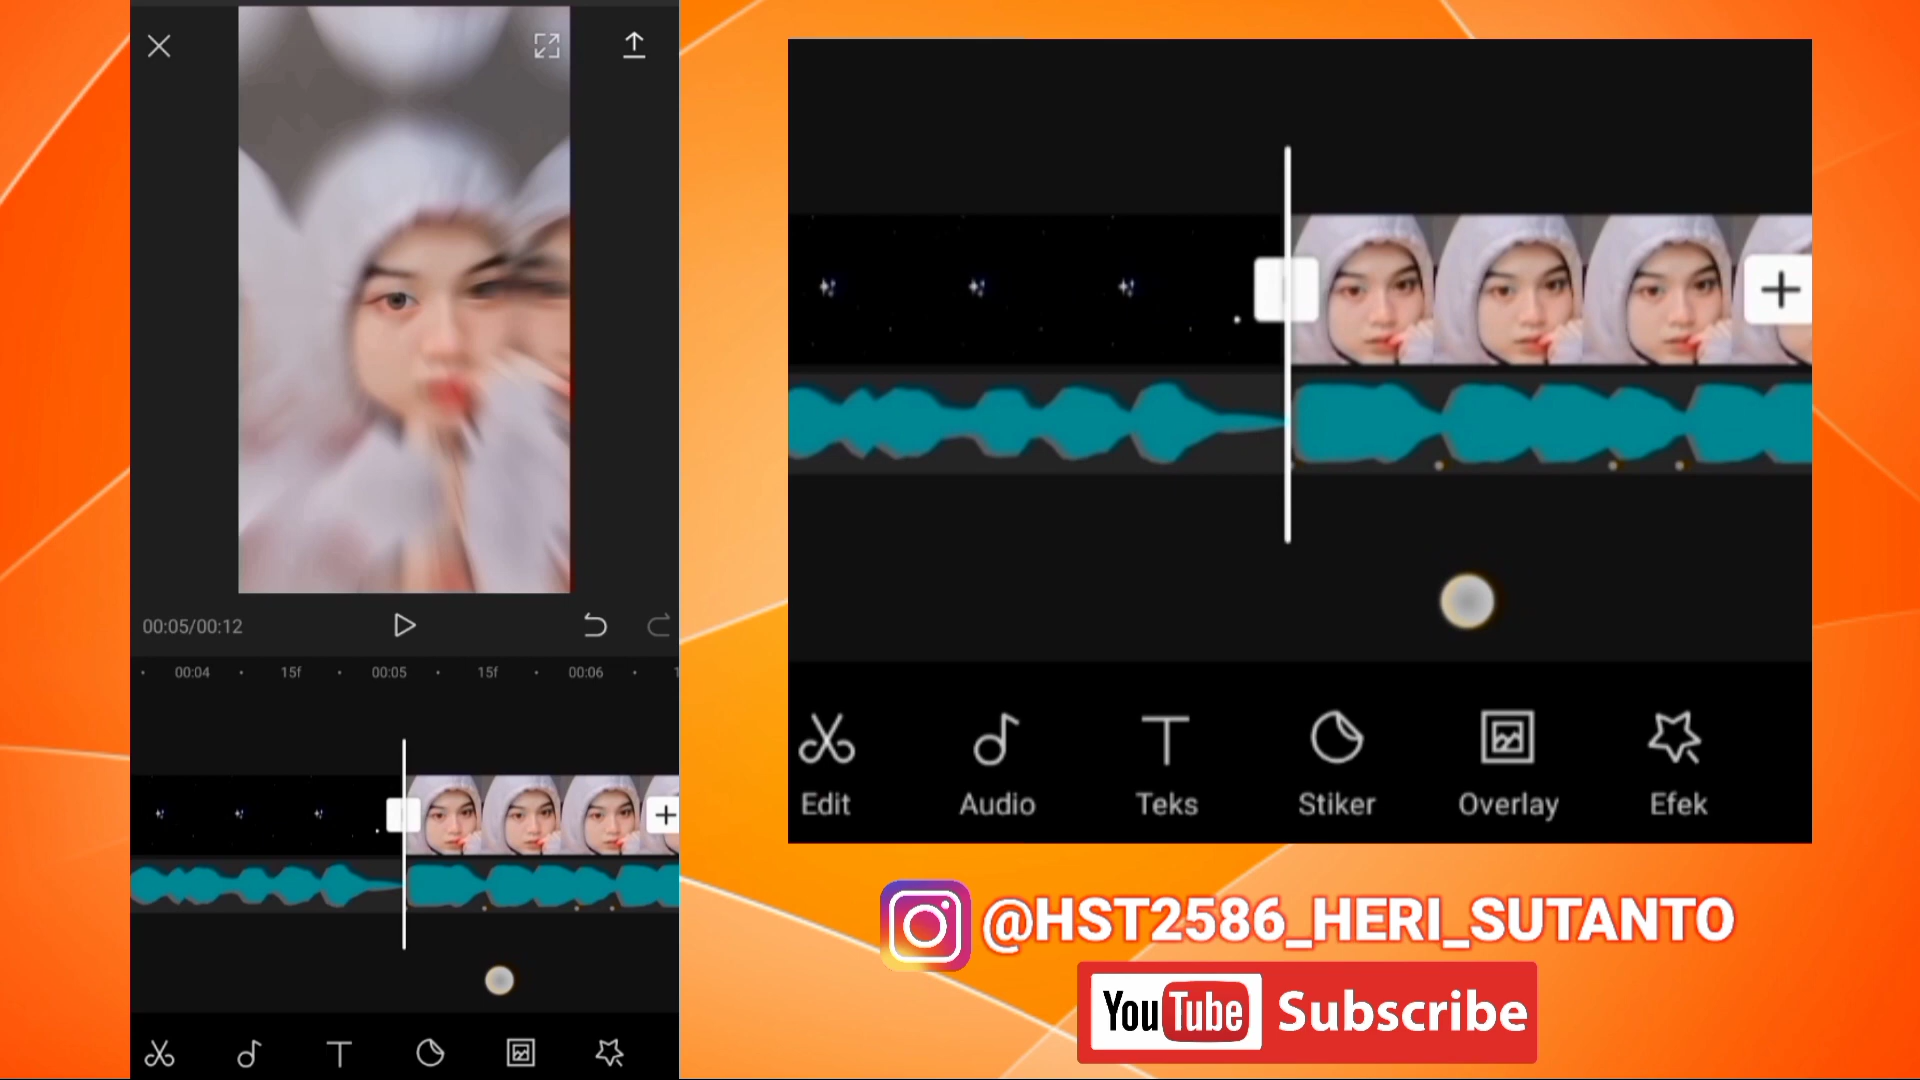 00:05/00:12
00:04 15f 00:05 15f 00:06
Edit Audio Teks Stiker Overlay Efek
@HST2586_HERI_SUTANTO
YouTube Subscribe